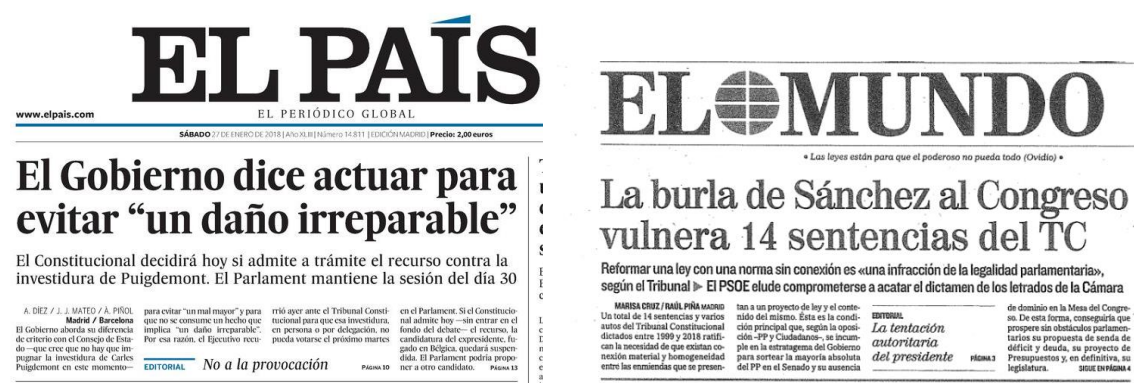 EL PAÍS
www.elpais.com
EL PERIÓDICO GLOBAL
SÁBADO 27 DE ENERO DE 2018 | Año XLIII | Número 14.811 | EDICIÓN MADRID | Precio: 2,00 euros
El Gobierno dice actuar para
evitar “un daño irreparable”
El Constitucional decidirá hoy si admite a trámite el recurso contra la
investidura de Puigdemont. El Parlament mantiene la sesión del día 30
A. DÍEZ / J. J. MATEO / À. PIÑOL
Madrid / Barcelona
El Gobierno aborda su diferencia
de criterio con el Consejo de Esta-
do —que cree que no hay que im-
pugnar la investidura de Carles
Puigdemont en este momento—
para evitar “un mal mayor” y para
que no se consume un hecho que
implica “un daño irreparable”.
Por esa razón, el Ejecutivo recu-
rrió ayer ante el Tribunal Consti-
tucional para que esa investidura,
en persona o por delegación, no
pueda votarse el próximo martes
en el Parlament. Si el Constitucio-
nal admite hoy —sin entrar en el
fondo del debate— el recurso, la
candidatura del expresidente, fu-
gado en Bélgica, quedará suspen-
dida. El Parlament podría propo-
ner a otro candidato. PÁGINA 13
EDITORIAL No a la provocación PÁGINA 10
EL MUNDO
• Las leyes están para que el poderoso no pueda todo (Ovidio) •
La burla de Sánchez al Congreso
vulnera 14 sentencias del TC
Reformar una ley con una norma sin conexión es «una infracción de la legalidad parlamentaria»,
según el Tribunal ▶ El PSOE elude comprometerse a acatar el dictamen de los letrados de la Cámara
MARISA CRUZ / RAÚL PIÑA MADRID
Un total de 14 sentencias y varios
autos del Tribunal Constitucional
dictados entre 1999 y 2018 ratifi-
can la necesidad de que existan co-
nexión material y homogeneidad
entre las enmiendas que se presen-
tan a un proyecto de ley y el conte-
nido del mismo. Ésta es la condi-
ción principal que, según la oposi-
ción –PP y Ciudadanos–, se incum-
ple en la estratagema del Gobierno
para sortear la mayoría absoluta
del PP en el Senado y su ausencia
EDITORIAL
La tentación
autoritaria
del presidente PÁGINA 3
de dominio en la Mesa del Congre-
so. De esta forma, conseguiría que
prospere sin obstáculos parlamen-
tarios su propuesta de senda de
déficit y deuda, su proyecto de
Presupuestos y, en definitiva, su
legislatura. SIGUE EN PÁGINA 4